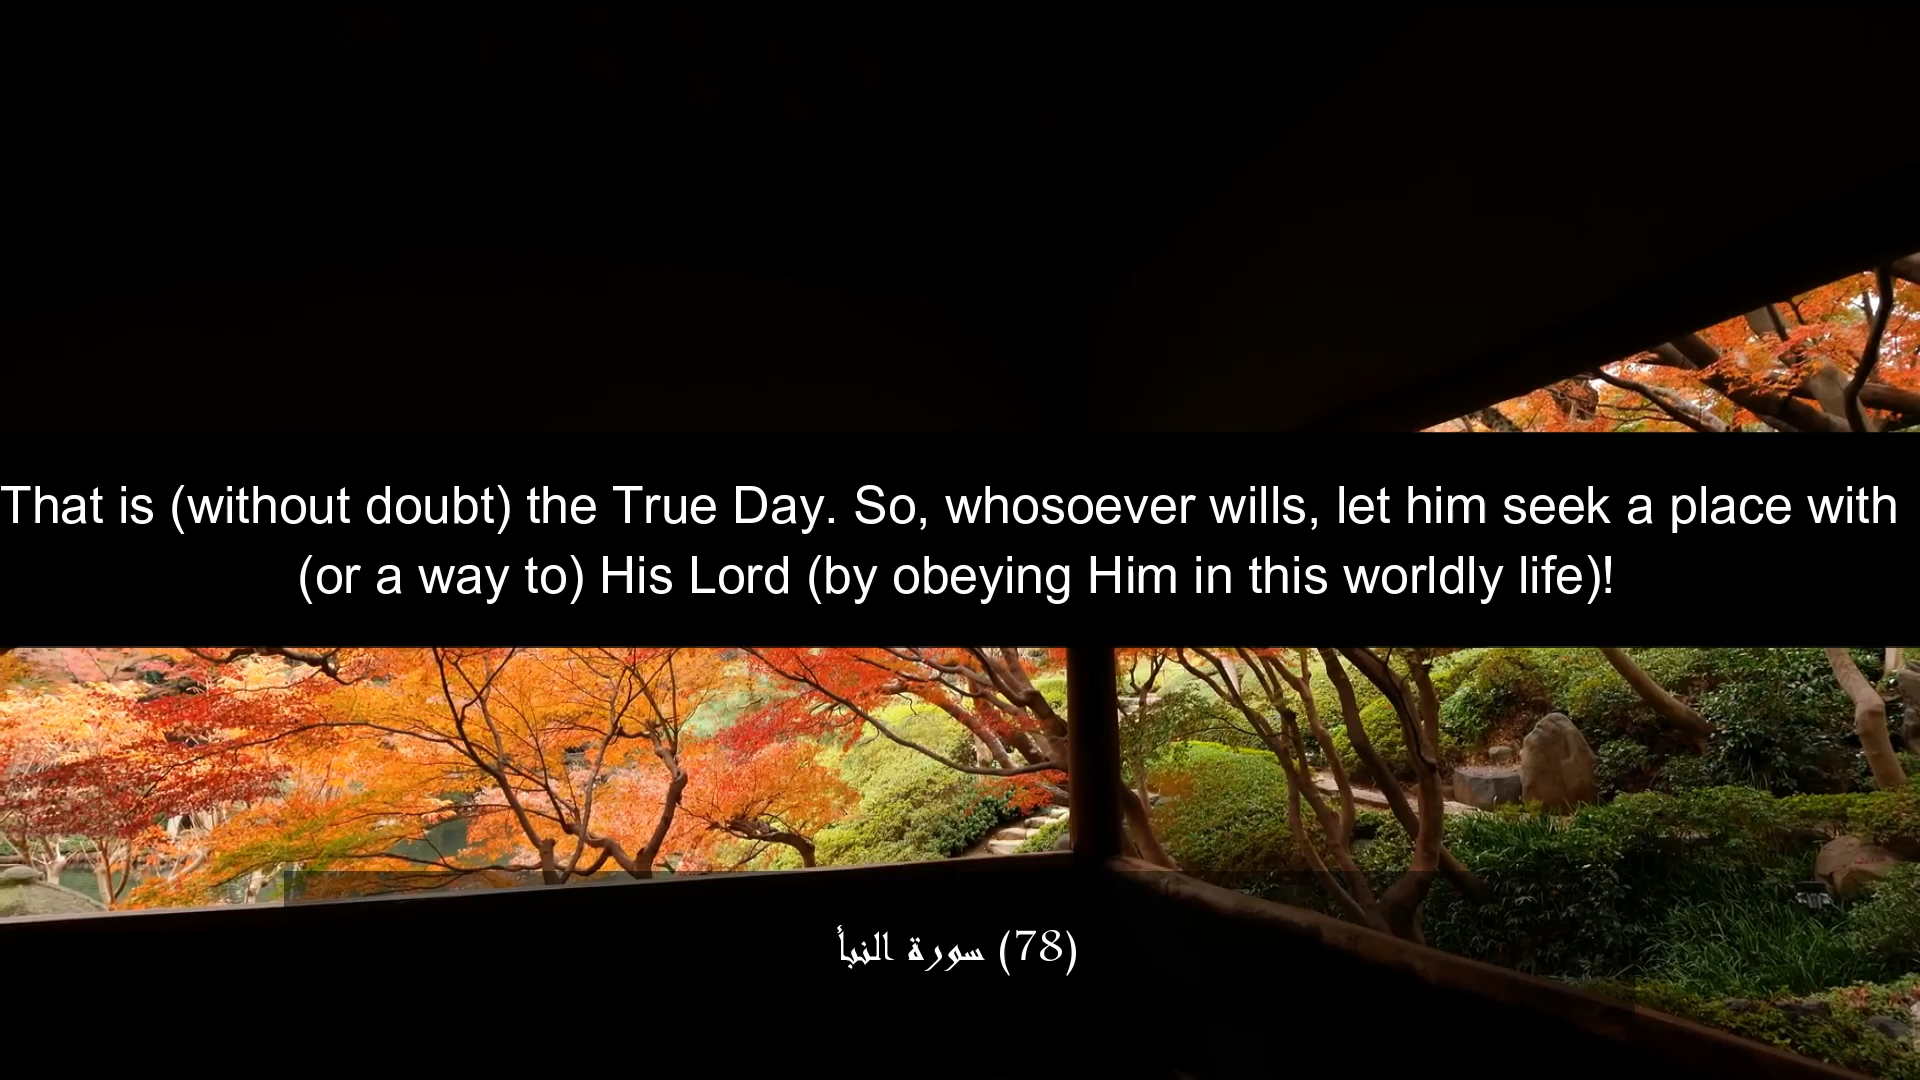 That is (without doubt) the True Day. So, whosoever wills, let him seek a place with
(or a way to) His Lord (by obeying Him in this worldly life)!
(78) سورة النبأ